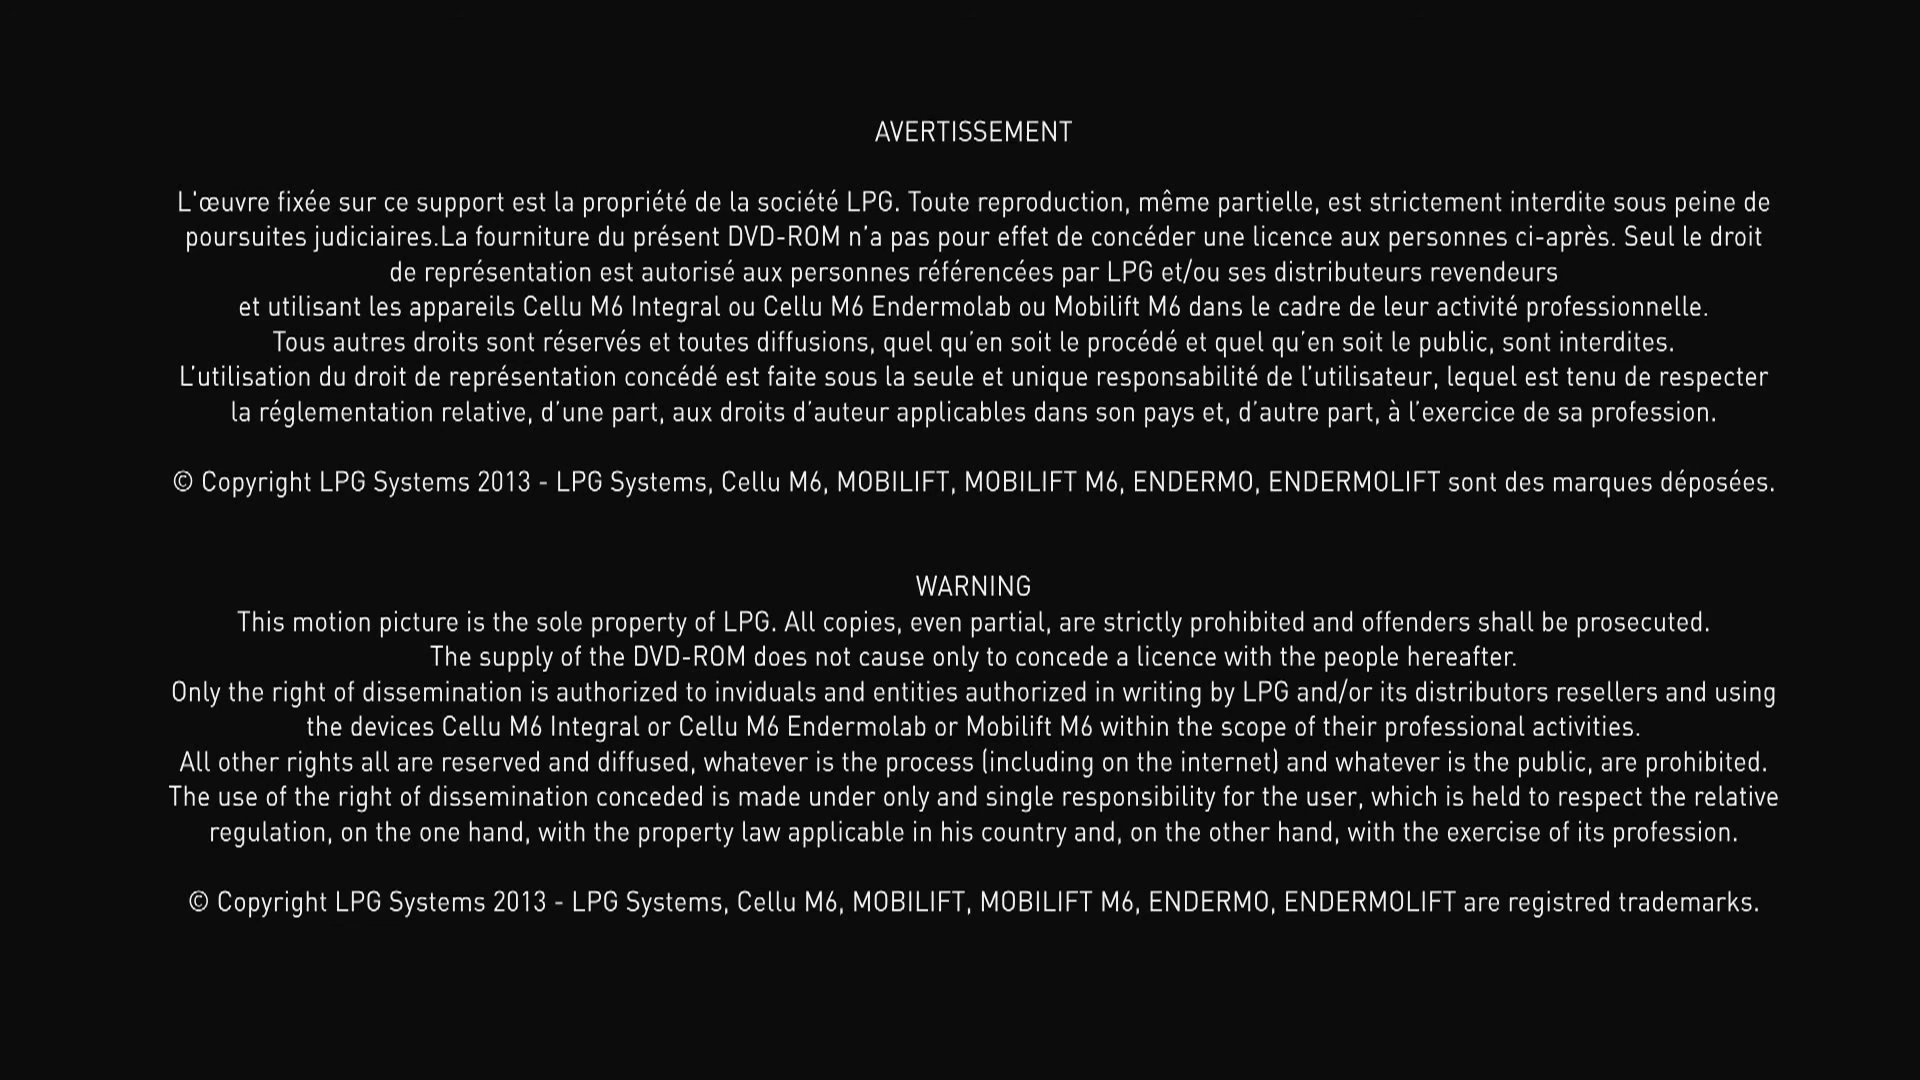 AVERTISSEMENT
L'œuvre fixée sur ce support est la propriété de la société LPG. Toute reproduction, même partielle, est strictement interdite sous peine de
poursuites judiciaires.La fourniture du présent DVD-ROM n’a pas pour effet de concéder une licence aux personnes ci-après. Seul le droit
de représentation est autorisé aux personnes référencées par LPG et/ou ses distributeurs revendeurs
et utilisant les appareils Cellu M6 Integral ou Cellu M6 Endermolab ou Mobilift M6 dans le cadre de leur activité professionnelle.
Tous autres droits sont réservés et toutes diffusions, quel qu’en soit le procédé et quel qu’en soit le public, sont interdites.
L’utilisation du droit de représentation concédé est faite sous la seule et unique responsabilité de l’utilisateur, lequel est tenu de respecter
la réglementation relative, d’une part, aux droits d’auteur applicables dans son pays et, d’autre part, à l’exercice de sa profession.
© Copyright LPG Systems 2013 - LPG Systems, Cellu M6, MOBILIFT, MOBILIFT M6, ENDERMO, ENDERMOLIFT sont des marques déposées.
WARNING
This motion picture is the sole property of LPG. All copies, even partial, are strictly prohibited and offenders shall be prosecuted.
The supply of the DVD-ROM does not cause only to concede a licence with the people hereafter.
Only the right of dissemination is authorized to inviduals and entities authorized in writing by LPG and/or its distributors resellers and using
the devices Cellu M6 Integral or Cellu M6 Endermolab or Mobilift M6 within the scope of their professional activities.
All other rights all are reserved and diffused, whatever is the process (including on the internet) and whatever is the public, are prohibited.
The use of the right of dissemination conceded is made under only and single responsibility for the user, which is held to respect the relative
regulation, on the one hand, with the property law applicable in his country and, on the other hand, with the exercise of its profession.
© Copyright LPG Systems 2013 - LPG Systems, Cellu M6, MOBILIFT, MOBILIFT M6, ENDERMO, ENDERMOLIFT are registred trademarks.